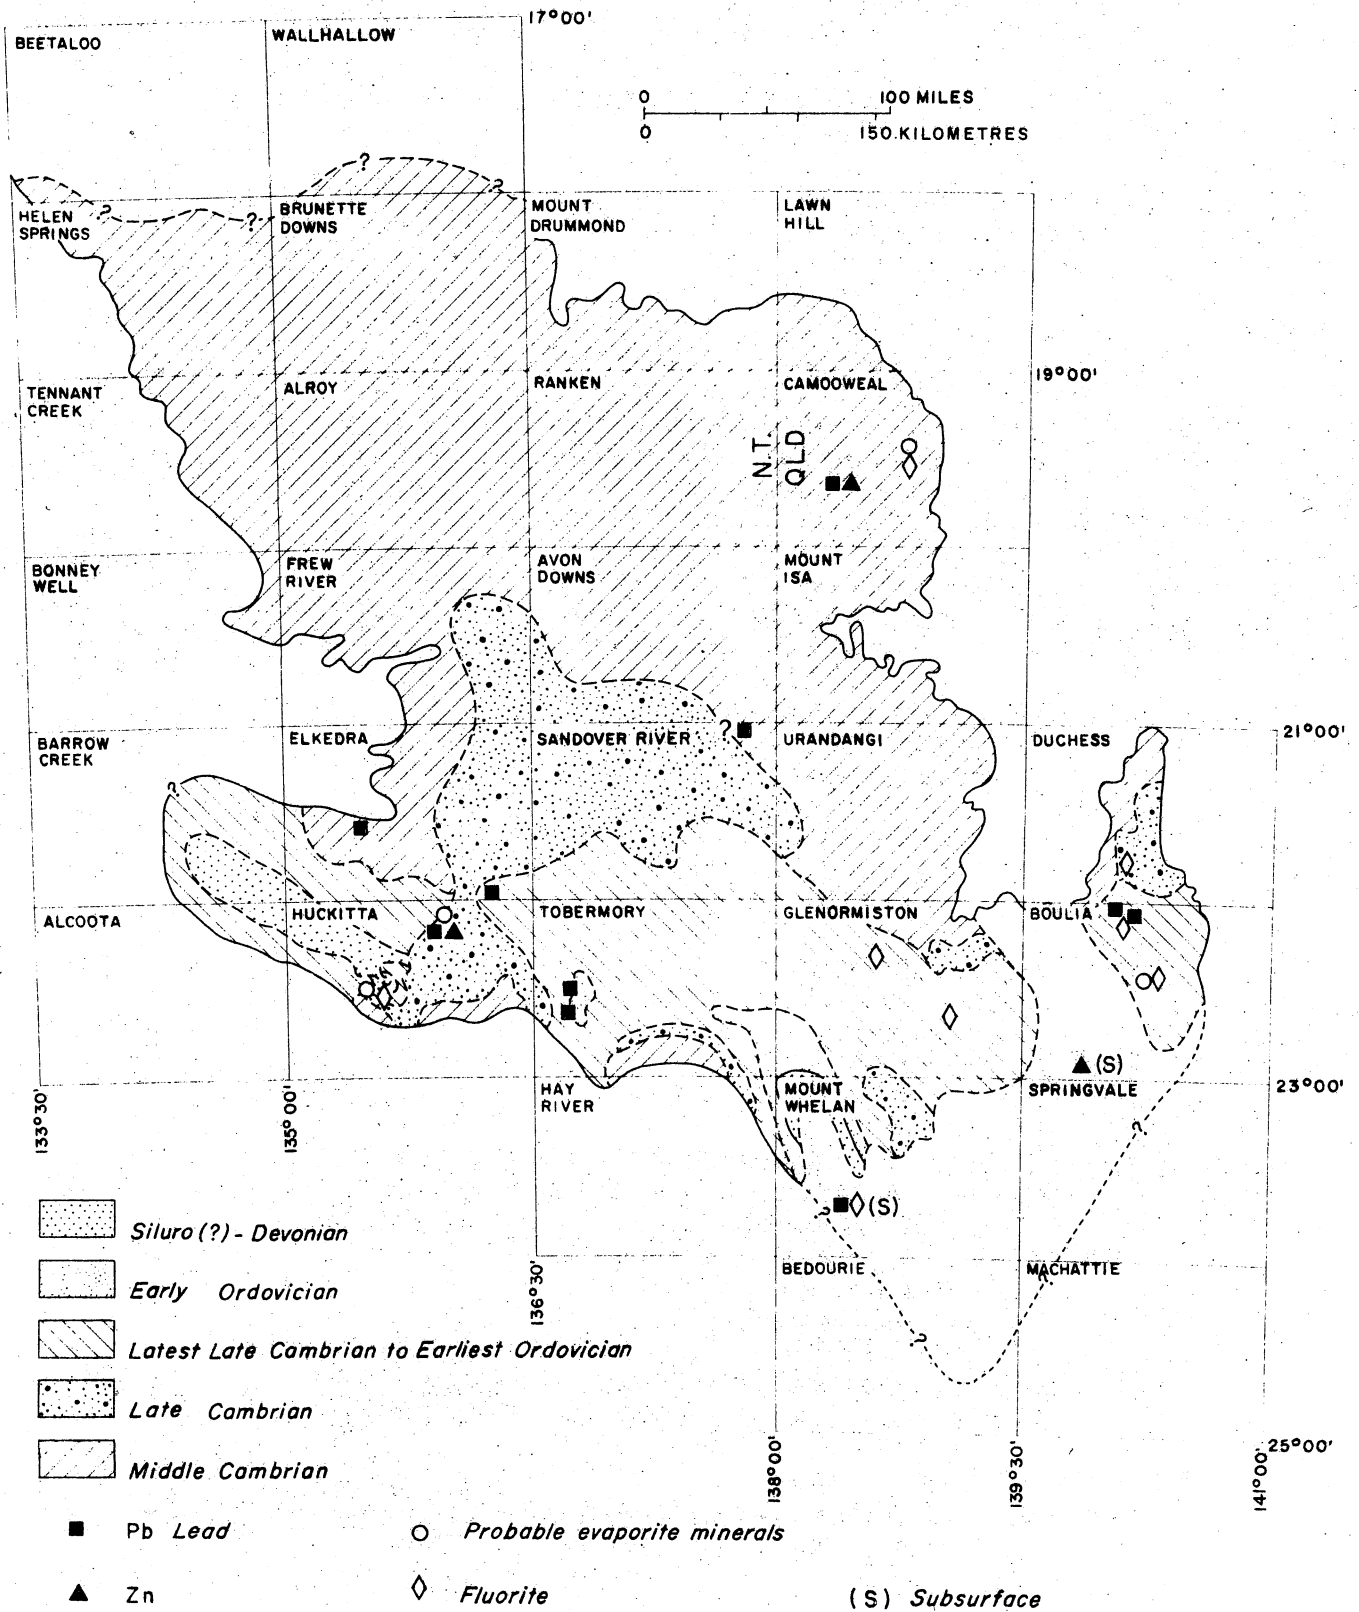 17°00'
BEETALOO
WALLHALLOW
0 100 MILES
0 150 KILOMETRES
?
?
HELEN
SPRINGS
?
?
BRUNETTE
DOWNS
MOUNT
DRUMMOND
LAWN
HILL
TENNANT
CREEK
ALROY
RANKEN
CAMOOWEAL
19°00'
N.T.
QLD
BONNEY
WELL
FREW
RIVER
AVON
DOWNS
MOUNT
ISA
BARROW
CREEK
ELKEDRA
SANDOVER RIVER
?
URANDANGI
DUCHESS
21°00'
?
ALCOOTA
HUCKITTA
TOBERMORY
GLENORMISTON
BOULIA
(S)
HAY
RIVER
MOUNT
WHELAN
SPRINGVALE
23°00'
?
133°30'
135°00'
(S)
?
BEDOURIE
MACHATTIE
?
?
136°30'
138°00'
139°30'
141°00'
25°00'
Siluro (?) - Devonian
Early Ordovician
Latest Late Cambrian to Earliest Ordovician
Late Cambrian
Middle Cambrian
Pb Lead
Probable evaporite minerals
Zn
Fluorite
(S) Subsurface